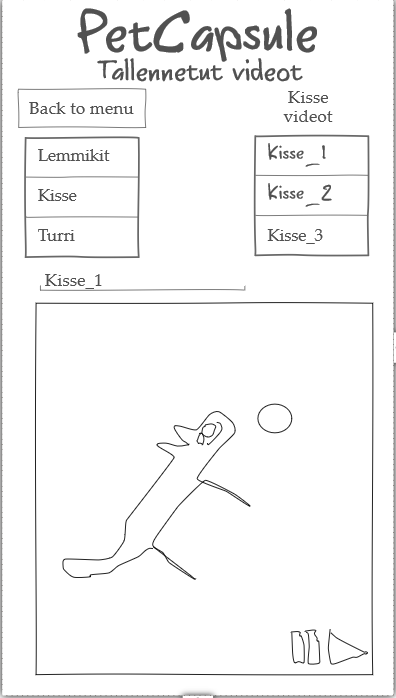 PetCapsule
Tallennetut videot
Back to menu
Kisse
videot
Lemmikit
Kisse
Turri
Kisse_1
Kisse_2
Kisse_3
Kisse_1